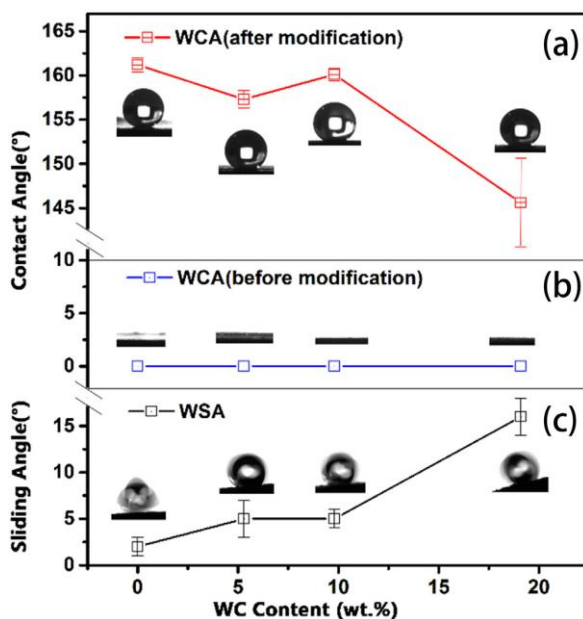 165
WCA(after modification)
(a)
160
155
150
145
Contact Angle(°)
10
WCA(before modification)
(b)
5
0
WSA
(c)
15
10
5
0
Sliding Angle(°)
0 5 10 15 20
WC Content (wt.%)